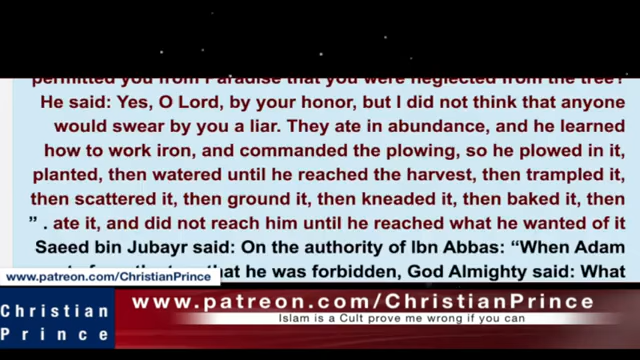 permitted you from Paradise that you were neglected from the tree?
He said: Yes, O Lord, by your honor, but I did not think that anyone
would swear by you a liar. They ate in abundance, and he learned
how to work iron, and commanded the plowing, so he plowed in it,
planted, then watered until he reached the harvest, then trampled it,
then scattered it, then ground it, then kneaded it, then baked it, then
” . ate it, and did not reach him until he reached what he wanted of it
Saeed bin Jubayr said: On the authority of Ibn Abbas: “When Adam
that he was forbidden, God Almighty said: What
www.patreon.com/ChristianPrince
Christian
Prince
www.patreon.com/ChristianPrince
Islam is a Cult prove me wrong if you can